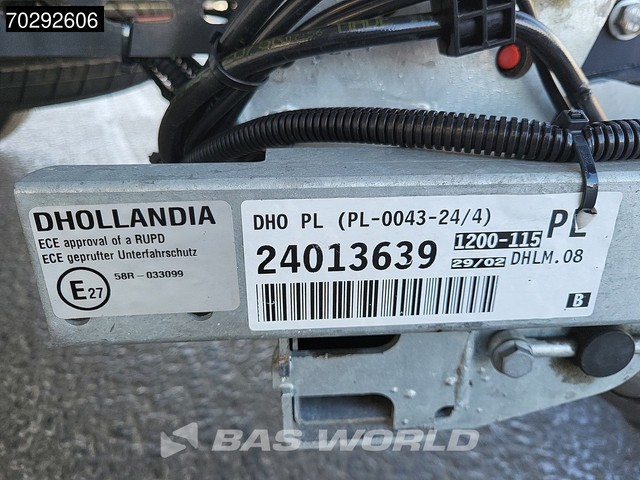 70292606
DHOLLANDIA
ECE approval of a RUPD
ECE geprufter Unterfahrschutz
E27
58R-033099
DHO PL (PL-0043-24/4)
PL
24013639
1200-115
29/02 DHLM.08
B
BAS WORLD